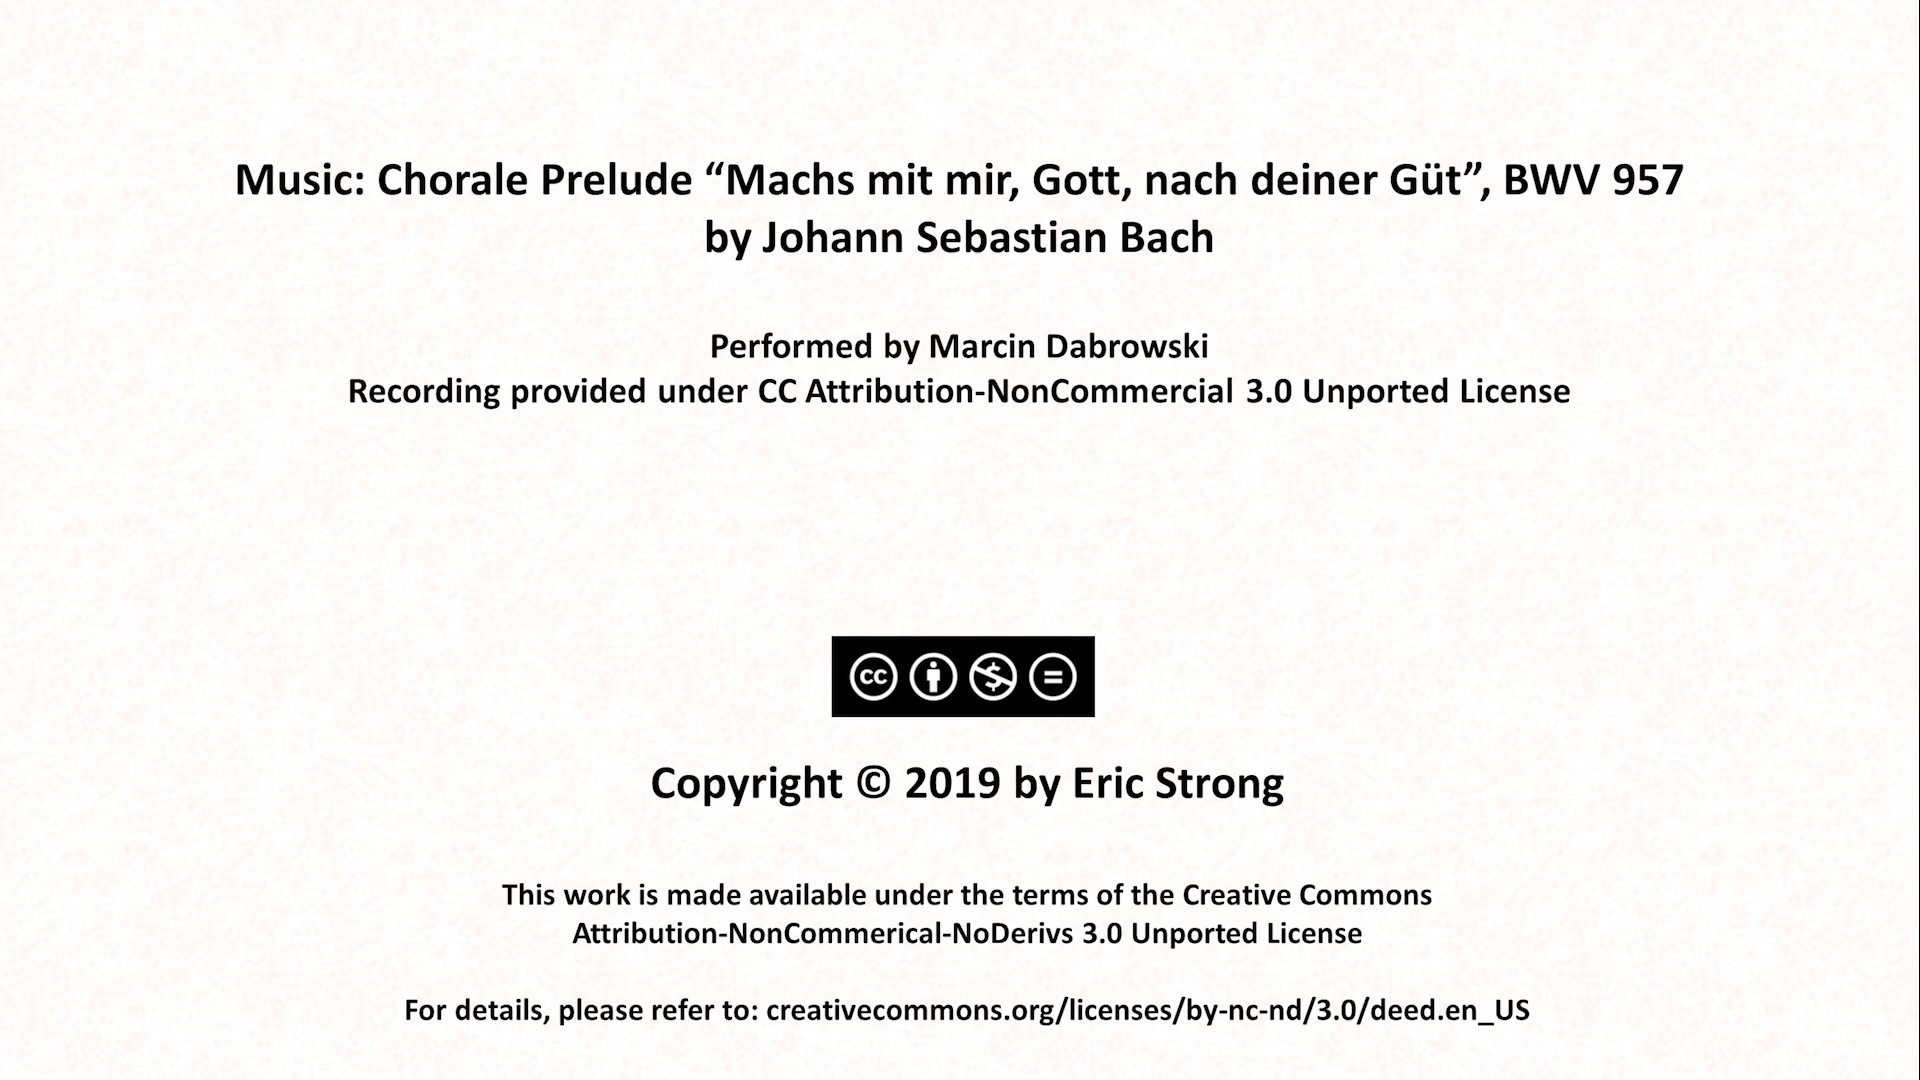 Music: Chorale Prelude “Machs mit mir, Gott, nach deiner Güt”, BWV 957
by Johann Sebastian Bach
Performed by Marcin Dabrowski
Recording provided under CC Attribution-NonCommercial 3.0 Unported License
cc $ =
Copyright © 2019 by Eric Strong
This work is made available under the terms of the Creative Commons
Attribution-NonCommerical-NoDerivs 3.0 Unported License
For details, please refer to: creativecommons.org/licenses/by-nc-nd/3.0/deed.en_US